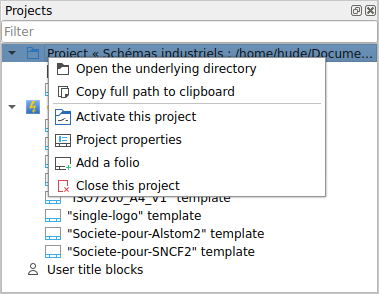 Projects
Filter
Project « Schémas industriels : /home/hude/Docume...
Open the underlying directory
Copy full path to clipboard
Activate this project
Project properties
Add a folio
Close this project
"ISO7200_A4_V1" template
"single-logo" template
"Societe-pour-Alstom2" template
"Societe-pour-SNCF2" template
User title blocks